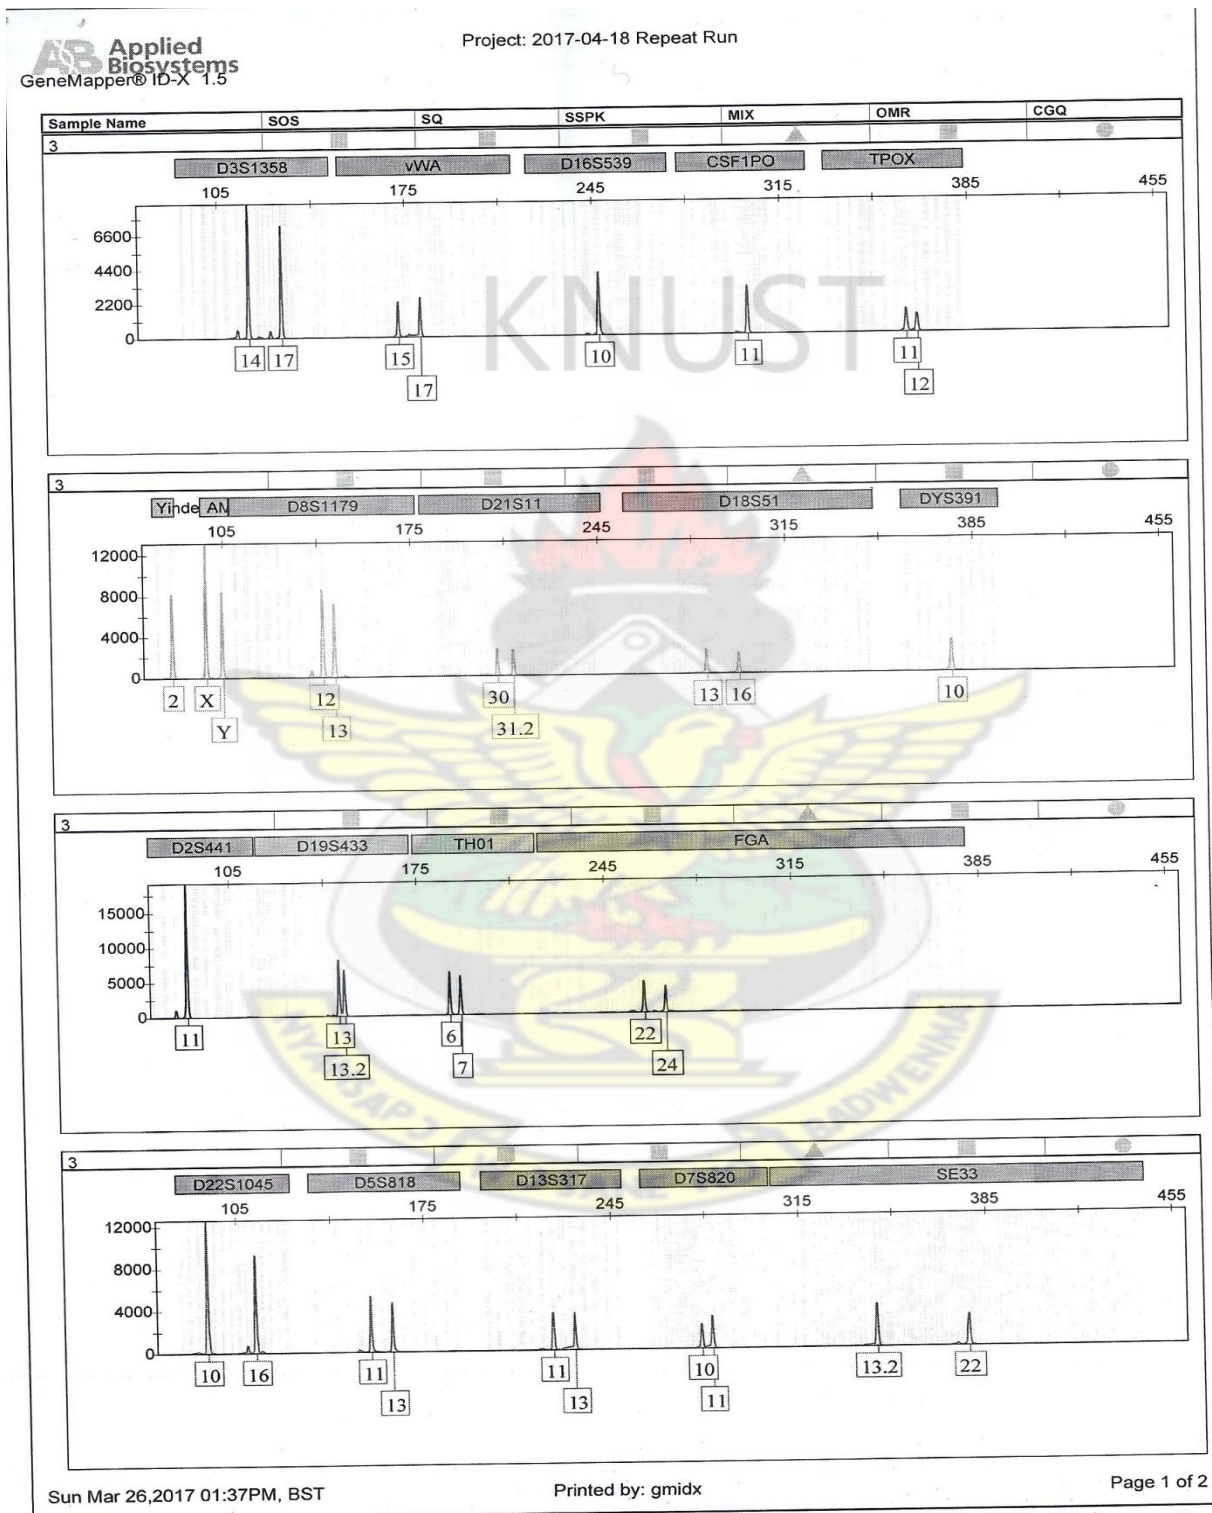 Applied
Biosystems
Project: 2017-04-18 Repeat Run
GeneMapper® ID-X 1.5
Sample Name SOS SQ SSPK MIX OMR CGQ
3
D3S1358 vWA D16S539 CSF1PO TPOX
105 175 245 315 385 455
6600
4400
2200
0
14 17 15 10 11 11
17 12
KNUST
3
Yinde AM D8S1179 D21S11 D18S51 DYS391
105 175 245 315 385 455
12000
8000
4000
0
2 X 12 30 13 16 10
Y 13 31.2
3
D2S441 D19S433 TH01 FGA
105 175 245 315 385 455
15000
10000
5000
0
11 13 6 22
13.2 7 24
BADWENMA
3
D22S1045 D5S818 D13S317 D7S820 SE33
105 175 245 315 385 455
12000
8000
4000
0
10 16 11 11 10 13.2 22
13 13 11
Sun Mar 26,2017 01:37PM, BST Printed by: gmidx Page 1 of 2